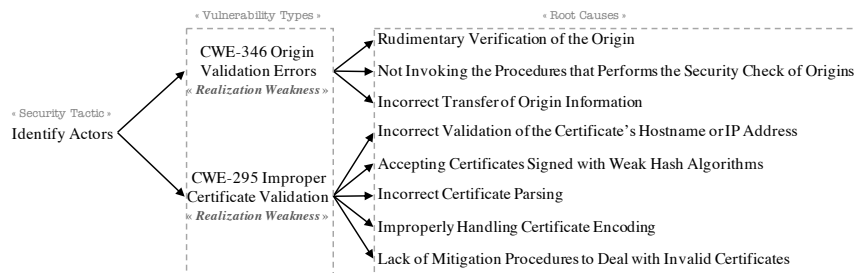 « Vulnerability Types »
« Root Causes »
« Security Tactic »
Identify Actors
CWE-346 Origin
Validation Errors
« Realization Weakness »
Rudimentary Verification of the Origin
Not Invoking the Procedures that Performs the Security Check of Origins
Incorrect Transfer of Origin Information
CWE-295 Improper
Certificate Validation
« Realization Weakness »
Incorrect Validation of the Certificate's Hostname or IP Address
Accepting Certificates Signed with Weak Hash Algorithms
Incorrect Certificate Parsing
Improperly Handling Certificate Encoding
Lack of Mitigation Procedures to Deal with Invalid Certificates